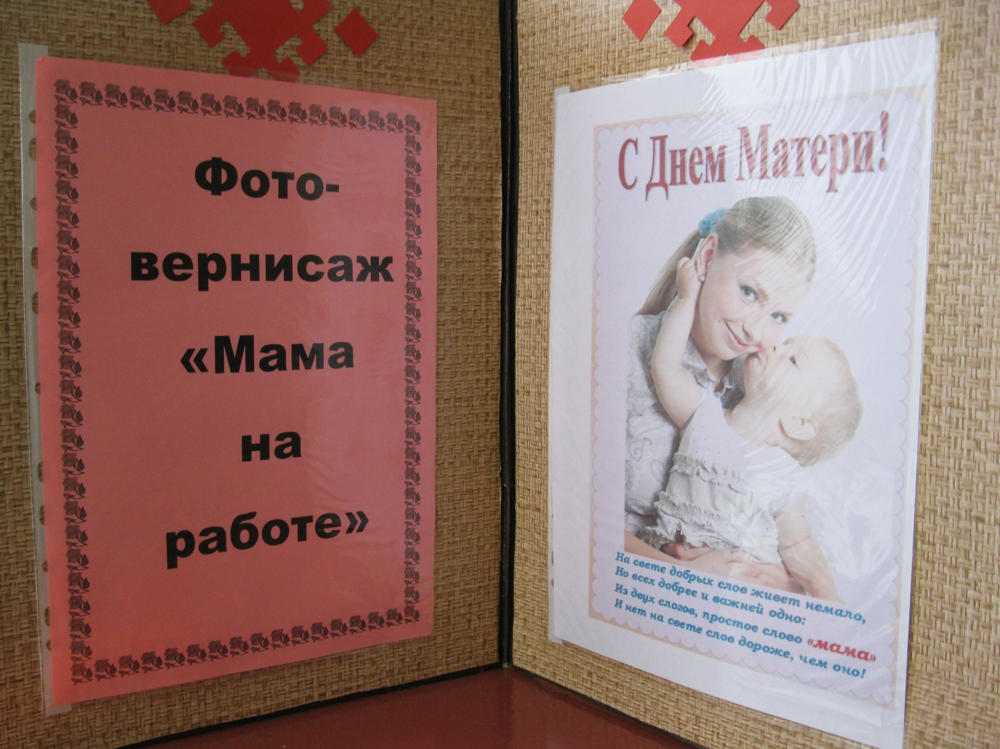 Фото-
вернисаж
«Мама
на
работе»
С Днем Матери!
На свете добрых слов живет немало,
Но всех добрее и важней одно:
Из двух слогов, простое слово «мама»
И нет на свете слов дороже, чем оно!